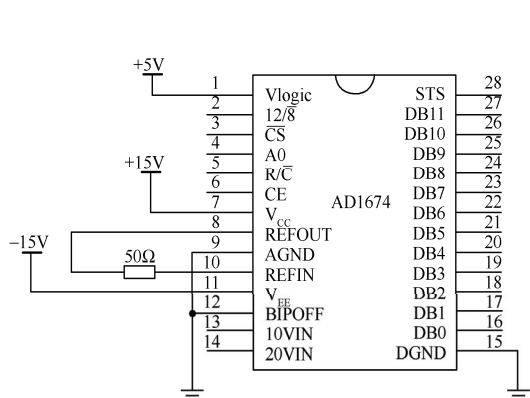 +5V
1 Vlogic STS 28
2 12/8̅ DB11 27
3 C̅S̅ DB10 26
4 A0 DB9 25
+15V
5 R/C̅ DB8 24
6 CE DB7 23
AD1674
7 VCC DB6 22
8 REFOUT DB5 21
-15V
9 AGND DB4 20
50Ω
10 REFIN DB3 19
11 VEE DB2 18
12 BIPOFF DB1 17
13 10VIN DB0 16
14 20VIN DGND 15